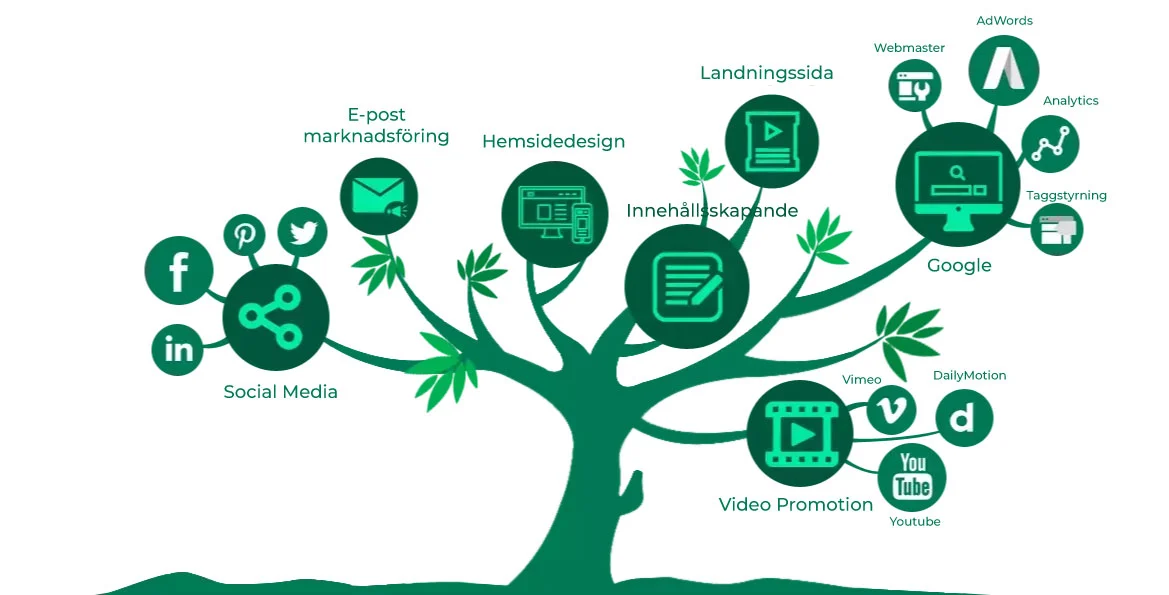 AdWords
Webmaster
Landningssida
Analytics
E-post
marknadsföring
Hemsidedesign
Taggstyrning
Innehållsskapande
Google
f
in
Social Media
Vimeo
DailyMotion
d
You
Tube
Video Promotion
Youtube